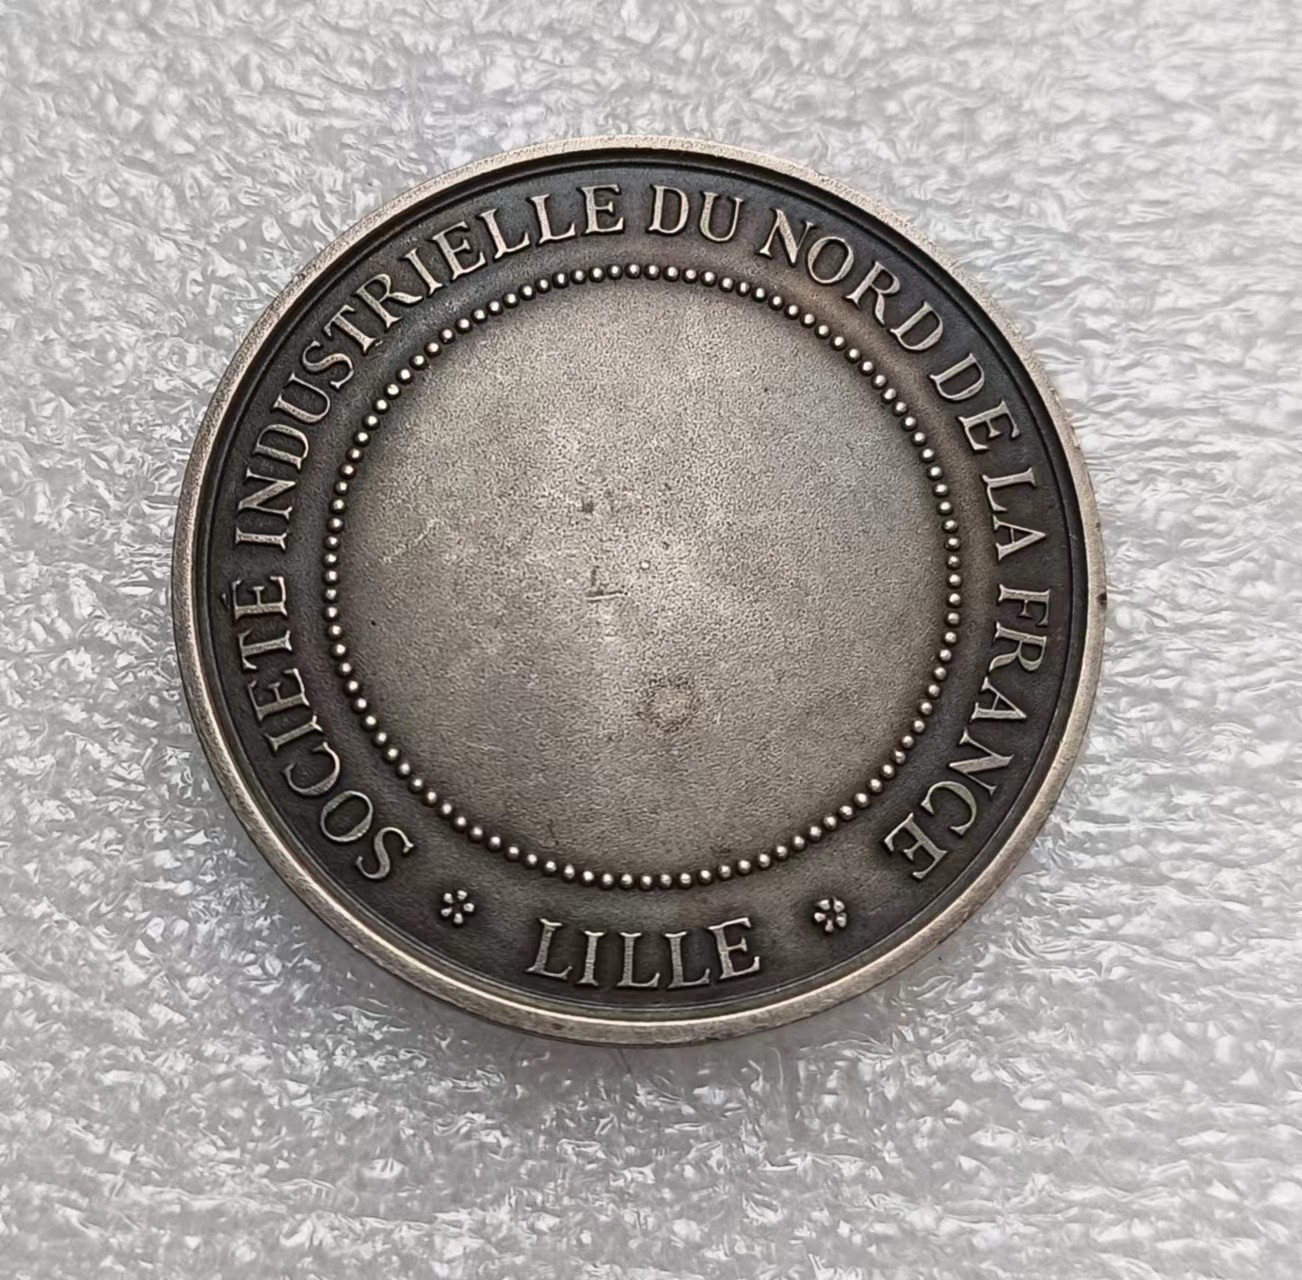 SOCIETÉ INDUSTRIELLE DU NORD DE LA FRANCE
LILLE